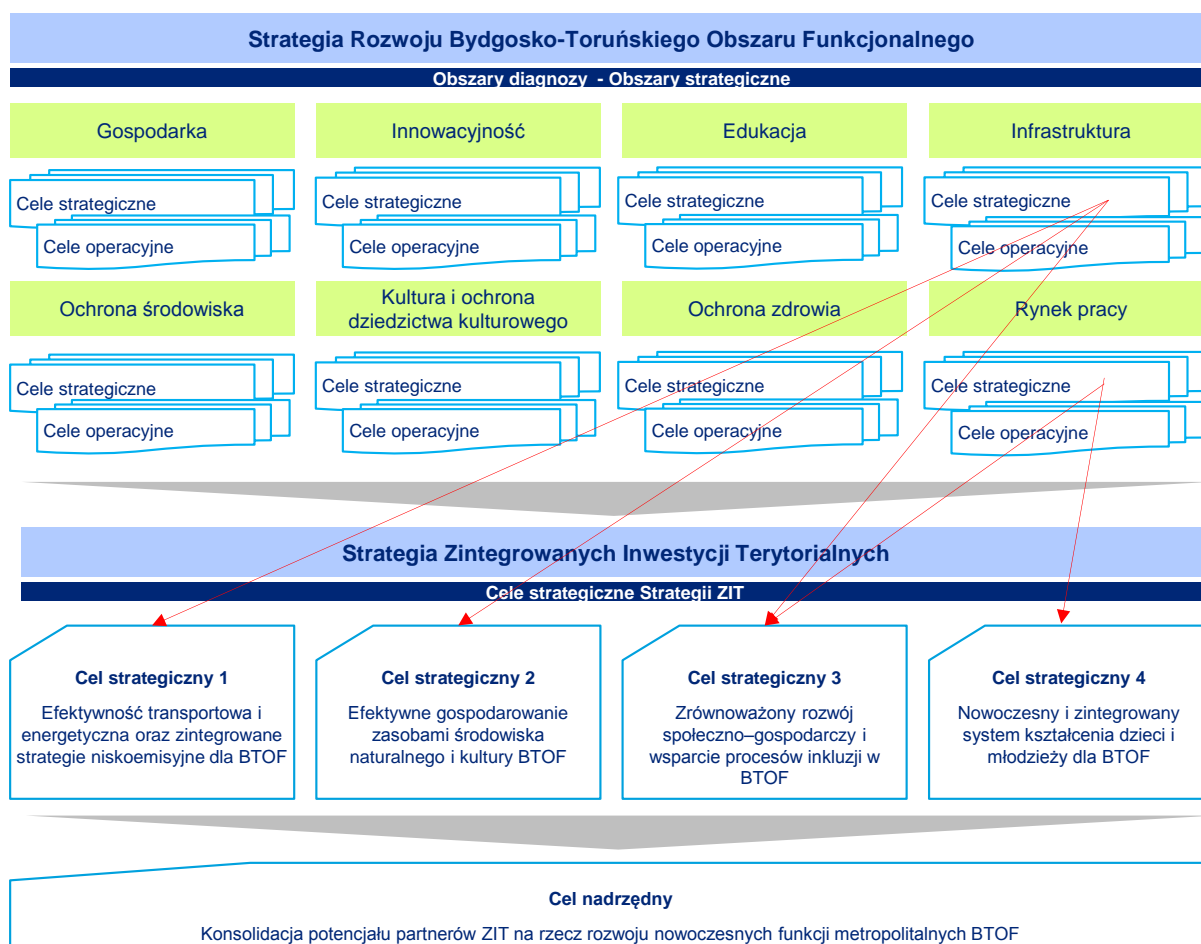 Strategia Rozwoju Bydgosko-Toruńskiego Obszaru Funkcjonalnego
Obszary diagnozy - Obszary strategiczne
Gospodarka
Innowacyjność
Edukacja
Infrastruktura
Cele strategiczne
Cele operacyjne
Cele strategiczne
Cele operacyjne
Cele strategiczne
Cele operacyjne
Cele strategiczne
Cele operacyjne
Ochrona środowiska
Kultura i ochrona
dziedzictwa kulturowego
Ochrona zdrowia
Rynek pracy
Cele strategiczne
Cele operacyjne
Cele strategiczne
Cele operacyjne
Cele strategiczne
Cele operacyjne
Cele strategiczne
Cele operacyjne
Strategia Zintegrowanych Inwestycji Terytorialnych
Cele strategiczne Strategii ZIT
Cel strategiczny 1
Efektywność transportowa i
energetyczna oraz zintegrowane
strategie niskoemisyjne dla BTOF
Cel strategiczny 2
Efektywne gospodarowanie
zasobami środowiska
naturalnego i kultury BTOF
Cel strategiczny 3
Zrównoważony rozwój
społeczno–gospodarczy i
wsparcie procesów inkluzji w
BTOF
Cel strategiczny 4
Nowoczesny i zintegrowany
system kształcenia dzieci i
młodzieży dla BTOF
Cel nadrzędny
Konsolidacja potencjału partnerów ZIT na rzecz rozwoju nowoczesnych funkcji metropolitalnych BTOF